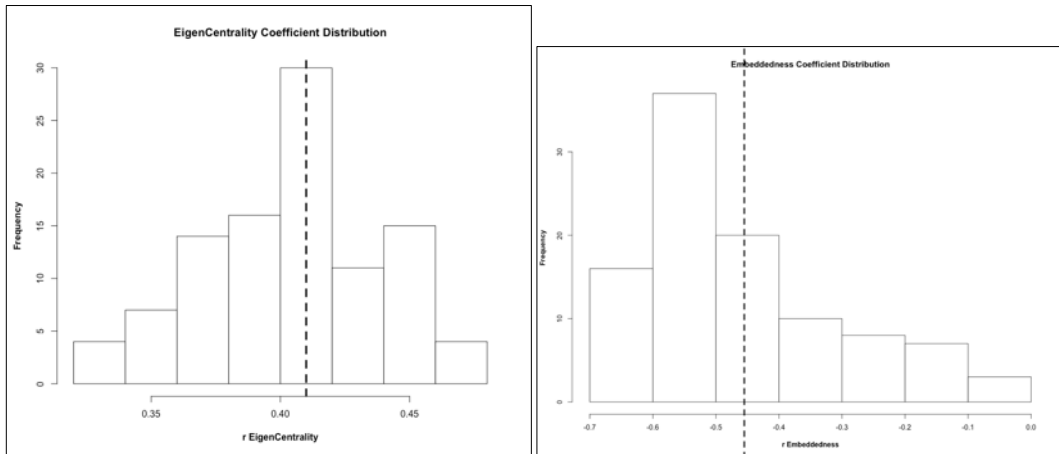 EigenCentrality Coefficient Distribution
Frequency
30
25
20
15
10
5
0
0.35 0.40 0.45
r EigenCentrality
Embeddedness Coefficient Distribution
Frequency
30
20
10
0
-0.7 -0.6 -0.5 -0.4 -0.3 -0.2 -0.1 0.0
r Embeddedness